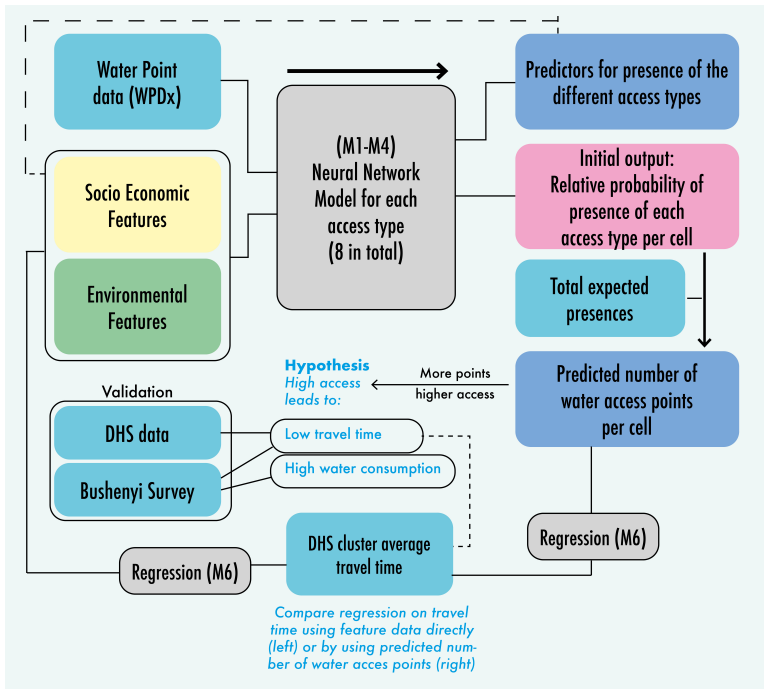 Water Point
data (WPDx)
Predictors for presence of the
different access types
(M1-M4)
Neural Network
Model for each
access type
(8 in total)
Socio Economic
Features
Environmental
Features
Initial output:
Relative probability of
presence of each
access type per cell
Total expected
presences
Hypothesis
High access
leads to:
More points
higher access
Predicted number of
water access points
per cell
Validation
DHS data
Bushenyi Survey
Low travel time
High water consumption
Regression (M6)
DHS cluster average
travel time
Regression (M6)
Compare regression on travel
time using feature data directly
(left) or by using predicted num-
ber of water acces points (right)